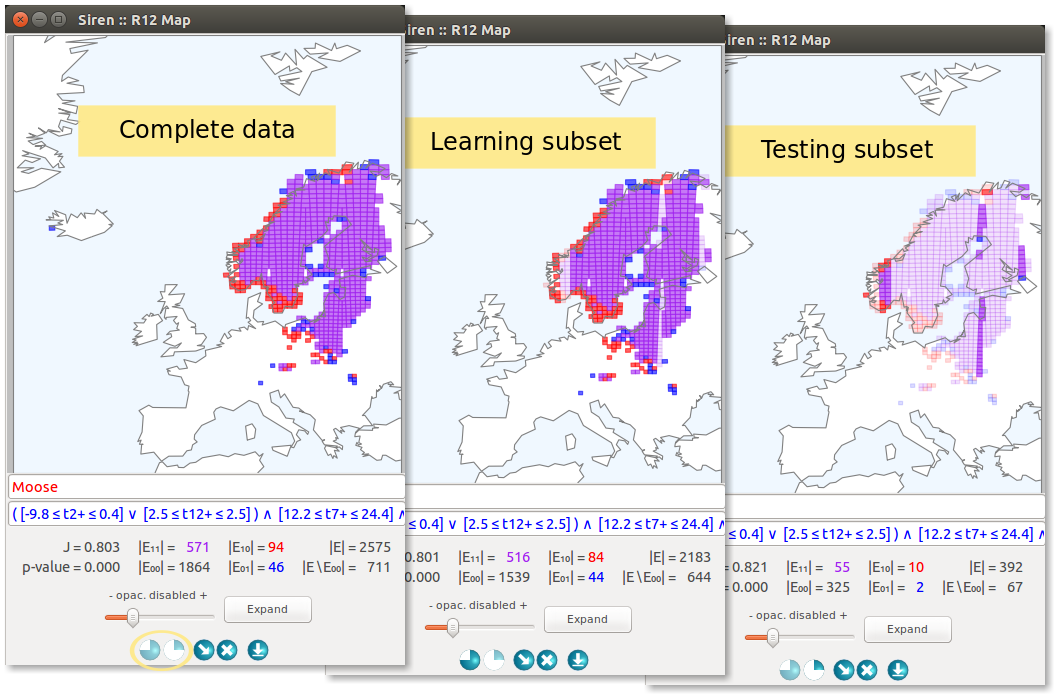 Siren :: R12 Map
Complete data
Moose
( [-9.8 ≤ t2+ ≤ 0.4] ∨ [2.5 ≤ t12+ ≤ 2.5] ) ∧ [12.2 ≤ t7+ ≤ 24.4] ∧
J = 0.803 |E₁₁| = 571 |E₁₀| = 94 |E| = 2575
p-value = 0.000 |E₀₀| = 1864 |E₀₁| = 46 |E\E₀₀| = 711
- opac. disabled +
Expand
iren :: R12 Map
Learning subset
≤ 0.4] ∨ [2.5 ≤ t12+ ≤ 2.5] ) ∧ [12.2 ≤ t7+ ≤ 24.4] ∧
0.801 |E₁₁| = 516 |E₁₀| = 84 |E| = 2183
0.000 |E₀₀| = 1539 |E₀₁| = 44 |E\E₀₀| = 644
- opac. disabled +
Expand
iren :: R12 Map
Testing subset
≤ 0.4] ∨ [2.5 ≤ t12+ ≤ 2.5] ) ∧ [12.2 ≤ t7+ ≤ 24.4] ∧
= 0.821 |E₁₁| = 55 |E₁₀| = 10 |E| = 392
= 0.000 |E₀₀| = 325 |E₀₁| = 2 |E\E₀₀| = 67
- opac. disabled +
Expand